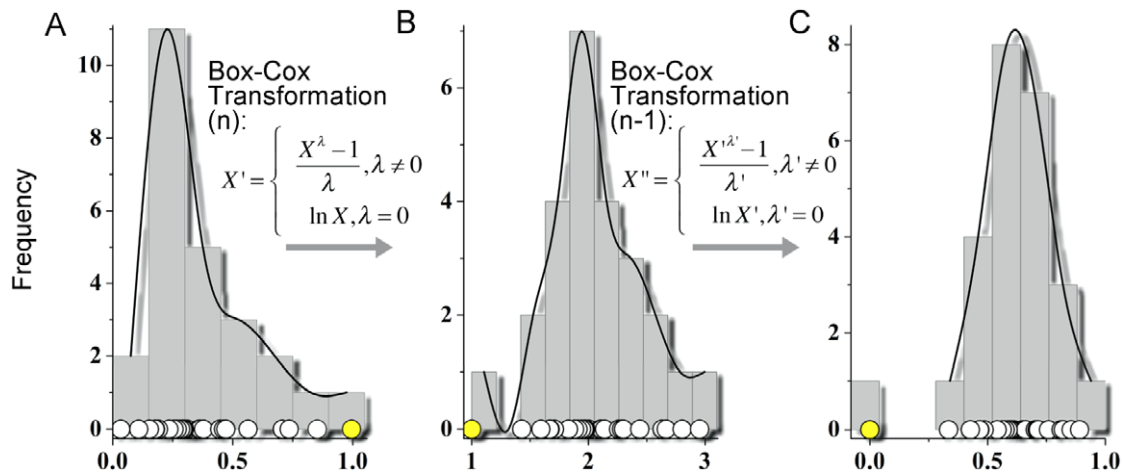 A
B
C
Frequency
10
8
6
4
2
0
0.0
0.5
1.0
Box-Cox
Transformation
(n):
X' = { (X^λ − 1)/λ, λ ≠ 0
ln X, λ = 0
6
4
2
0
1
2
3
Box-Cox
Transformation
(n-1):
X" = { (X'^λ' − 1)/λ', λ' ≠ 0
ln X', λ' = 0
8
6
4
2
0
0.0
0.5
1.0